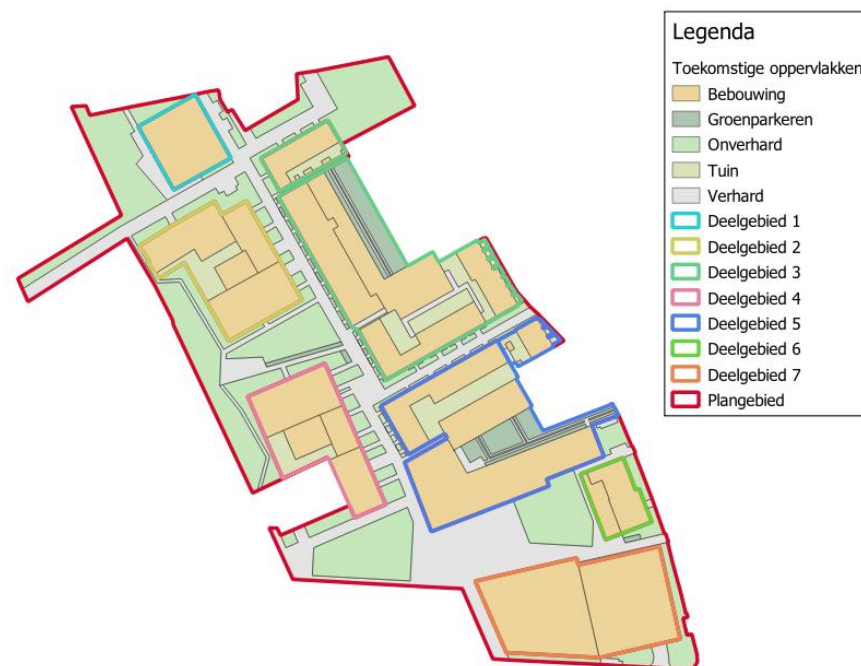 Legenda
Toekomstige oppervlakken
Bebouwing
Groenparkeren
Onverhard
Tuin
Verhard
Deelgebied 1
Deelgebied 2
Deelgebied 3
Deelgebied 4
Deelgebied 5
Deelgebied 6
Deelgebied 7
Plangebied